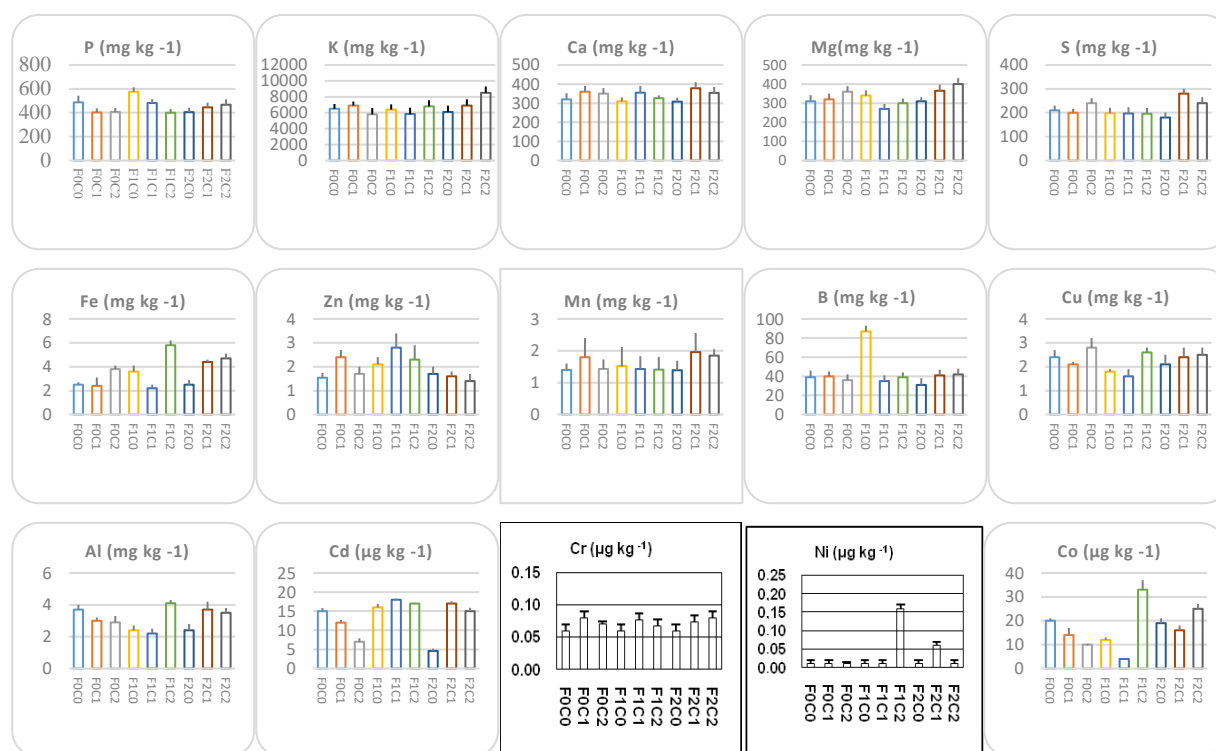 P (mg kg -1)
800
600
400
200
0
F0C0
F0C1
F0C2
F1C0
F1C1
F1C2
F2C0
F2C1
F2C2
K (mg kg -1)
12000
10000
8000
6000
4000
2000
0
F0C0
F0C1
F0C2
F1C0
F1C1
F1C2
F2C0
F2C1
F2C2
Ca (mg kg -1)
500
400
300
200
100
0
F0C0
F0C1
F0C2
F1C0
F1C1
F1C2
F2C0
F2C1
F2C2
Mg(mg kg -1)
500
400
300
200
100
0
F0C0
F0C1
F0C2
F1C0
F1C1
F1C2
F2C0
F2C1
F2C2
S (mg kg -1)
400
300
200
100
0
F0C0
F0C1
F0C2
F1C0
F1C1
F1C2
F2C0
F2C1
F2C2
Fe (mg kg -1)
8
6
4
2
0
F0C0
F0C1
F0C2
F1C0
F1C1
F1C2
F2C0
F2C1
F2C2
Zn (mg kg -1)
4
3
2
1
0
F0C0
F0C1
F0C2
F1C0
F1C1
F1C2
F2C0
F2C1
F2C2
Mn (mg kg -1)
3
2
1
0
F0C0
F0C1
F0C2
F1C0
F1C1
F1C2
F2C0
F2C1
F2C2
B (mg kg -1)
100
80
60
40
20
0
F0C0
F0C1
F0C2
F1C0
F1C1
F1C2
F2C0
F2C1
F2C2
Cu (mg kg -1)
4
3
2
1
0
F0C0
F0C1
F0C2
F1C0
F1C1
F1C2
F2C0
F2C1
F2C2
Al (mg kg -1)
6
4
2
0
F0C0
F0C1
F0C2
F1C0
F1C1
F1C2
F2C0
F2C1
F2C2
Cd (µg kg -1)
25
20
15
10
5
0
F0C0
F0C1
F0C2
F1C0
F1C1
F1C2
F2C0
F2C1
F2C2
Cr (µg kg -1)
0.15
0.10
0.05
0.00
F0C0
F0C1
F0C2
F1C0
F1C1
F1C2
F2C0
F2C1
F2C2
Ni (µg kg -1)
0.25
0.20
0.15
0.10
0.05
0.00
F0C0
F0C1
F0C2
F1C0
F1C1
F1C2
F2C0
F2C1
F2C2
Co (µg kg -1)
40
30
20
10
0
F0C0
F0C1
F0C2
F1C0
F1C1
F1C2
F2C0
F2C1
F2C2